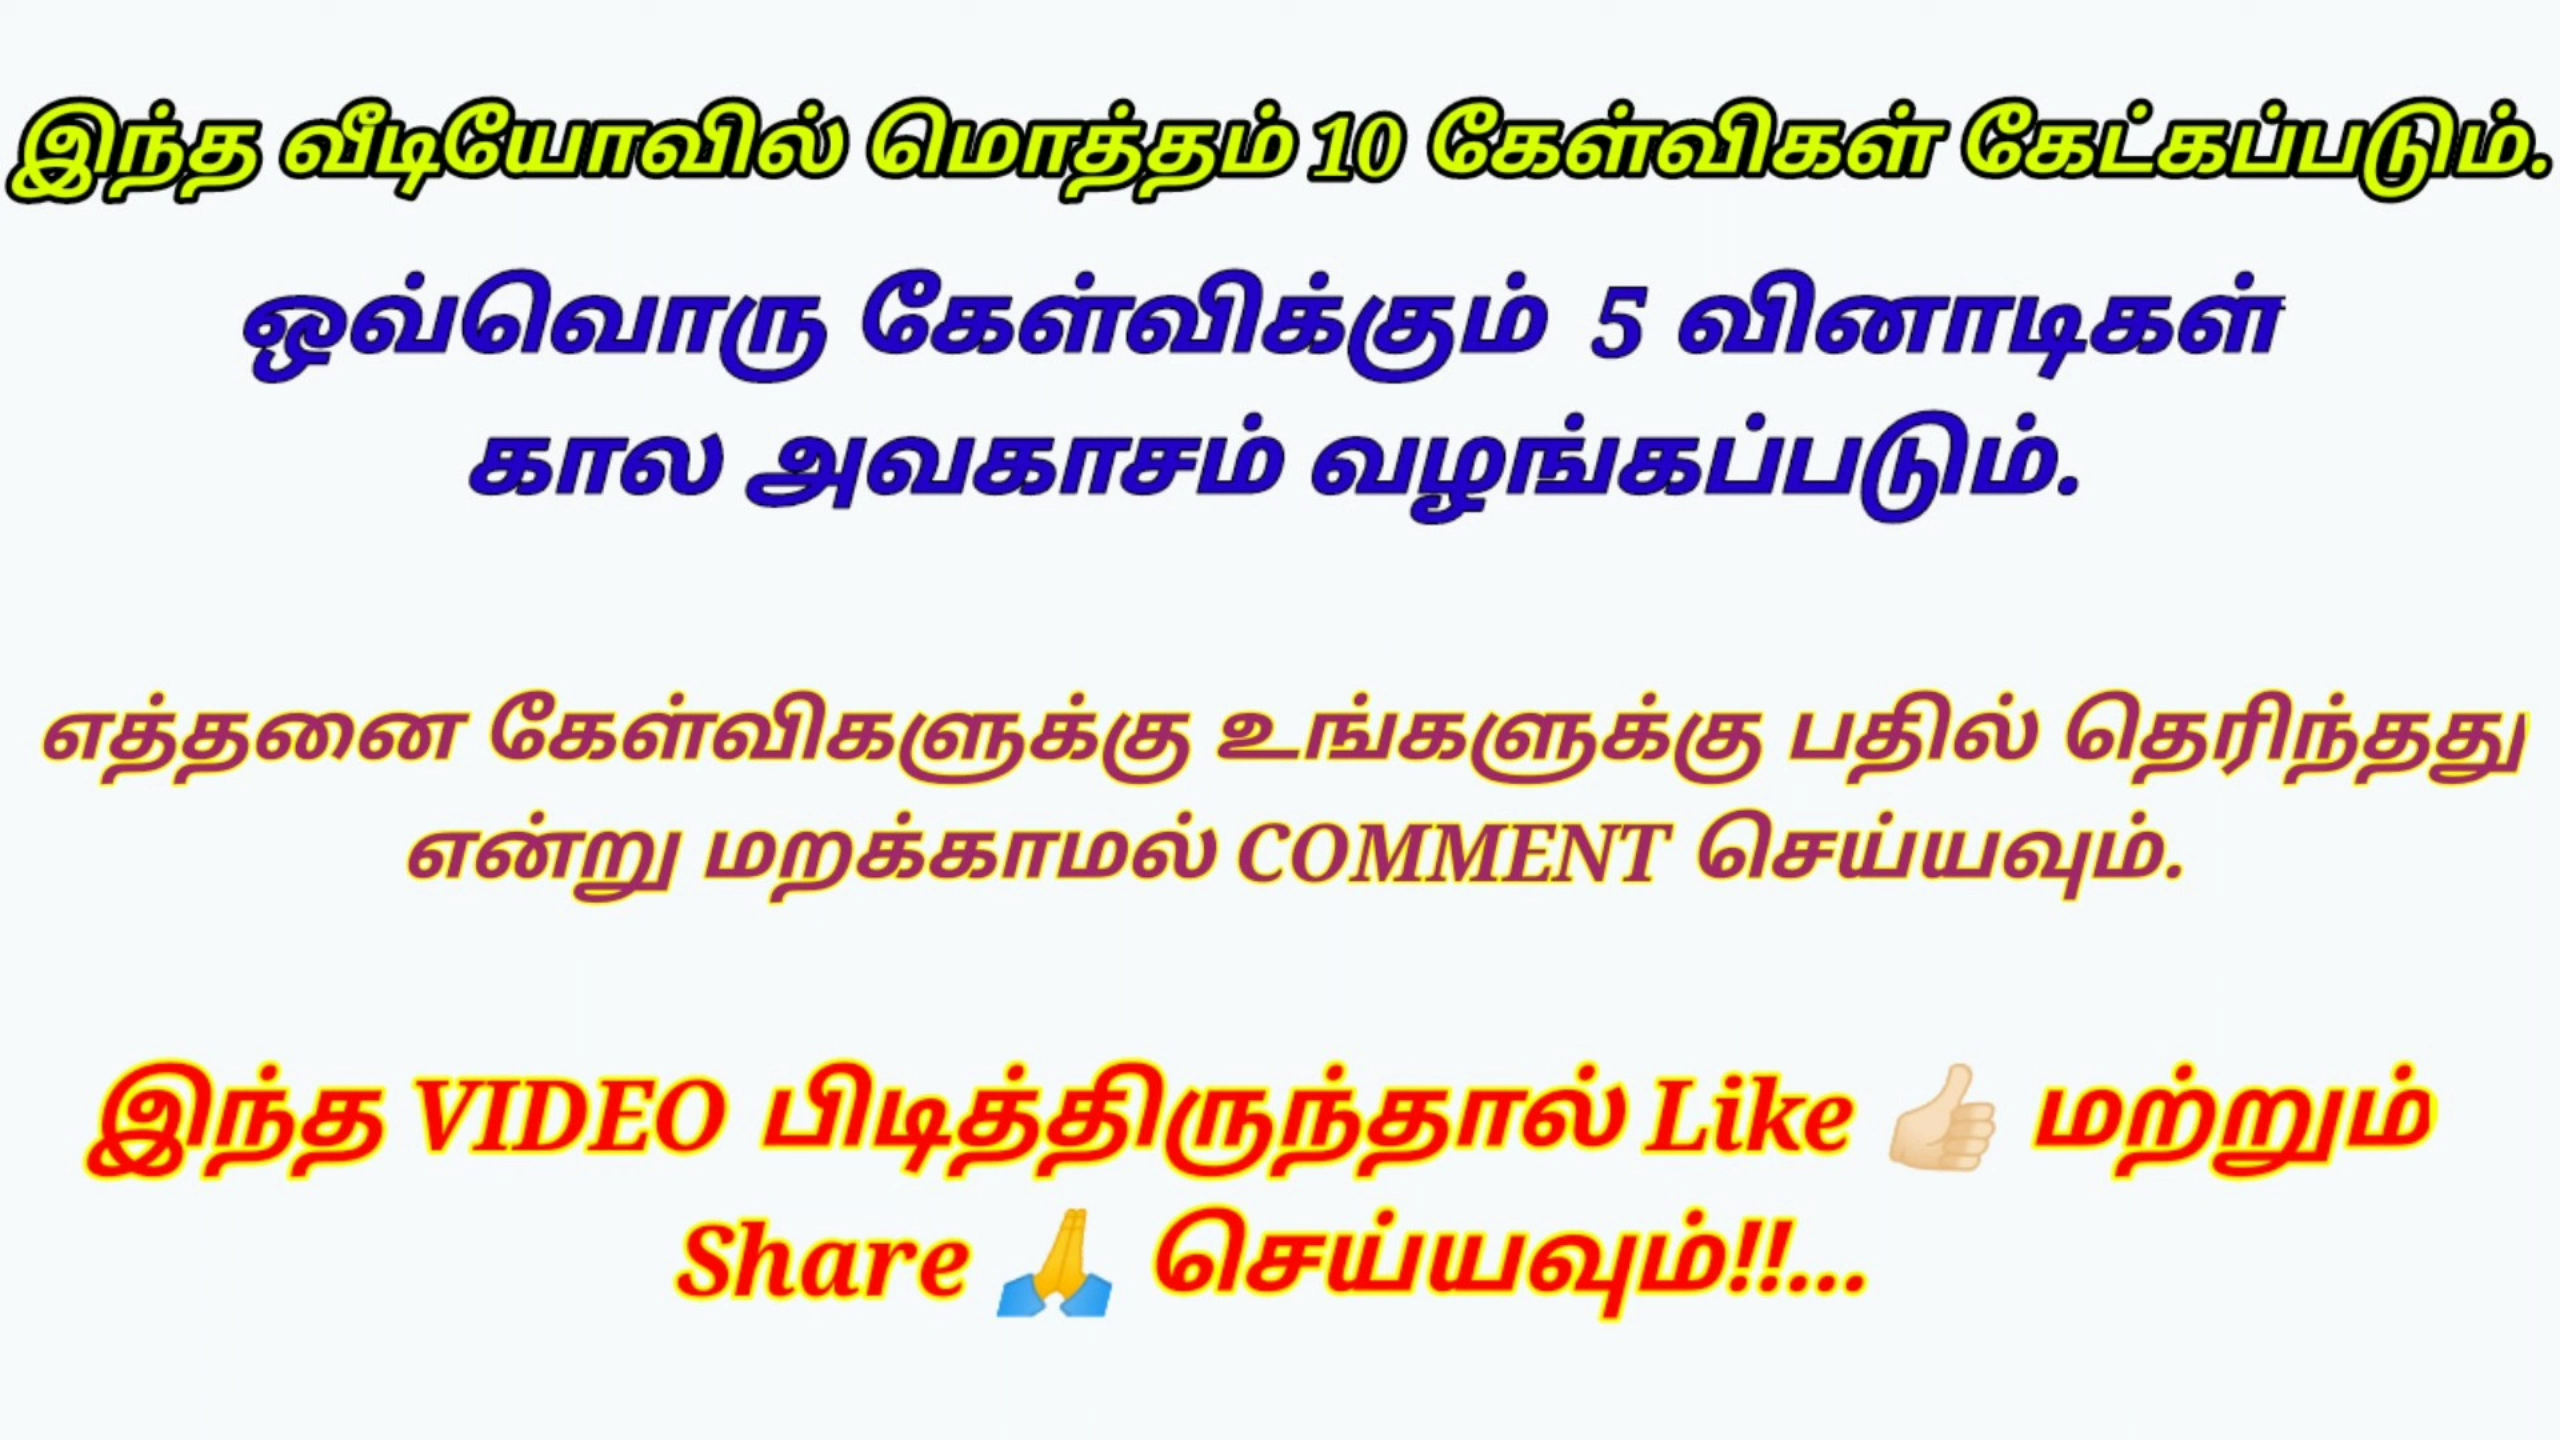 இந்த வீடியோவில் மொத்தம் 10 கேள்விகள் கேட்கப்படும்.
ஒவ்வொரு கேள்விக்கும் 5 வினாடிகள்
கால அவகாசம் வழங்கப்படும்.
எத்தனை கேள்விகளுக்கு உங்களுக்கு பதில் தெரிந்தது
என்று மறக்காமல் COMMENT செய்யவும்.
இந்த VIDEO பிடித்திருந்தால் Like 👍🏻 மற்றும்
Share 🙏 செய்யவும்!!...